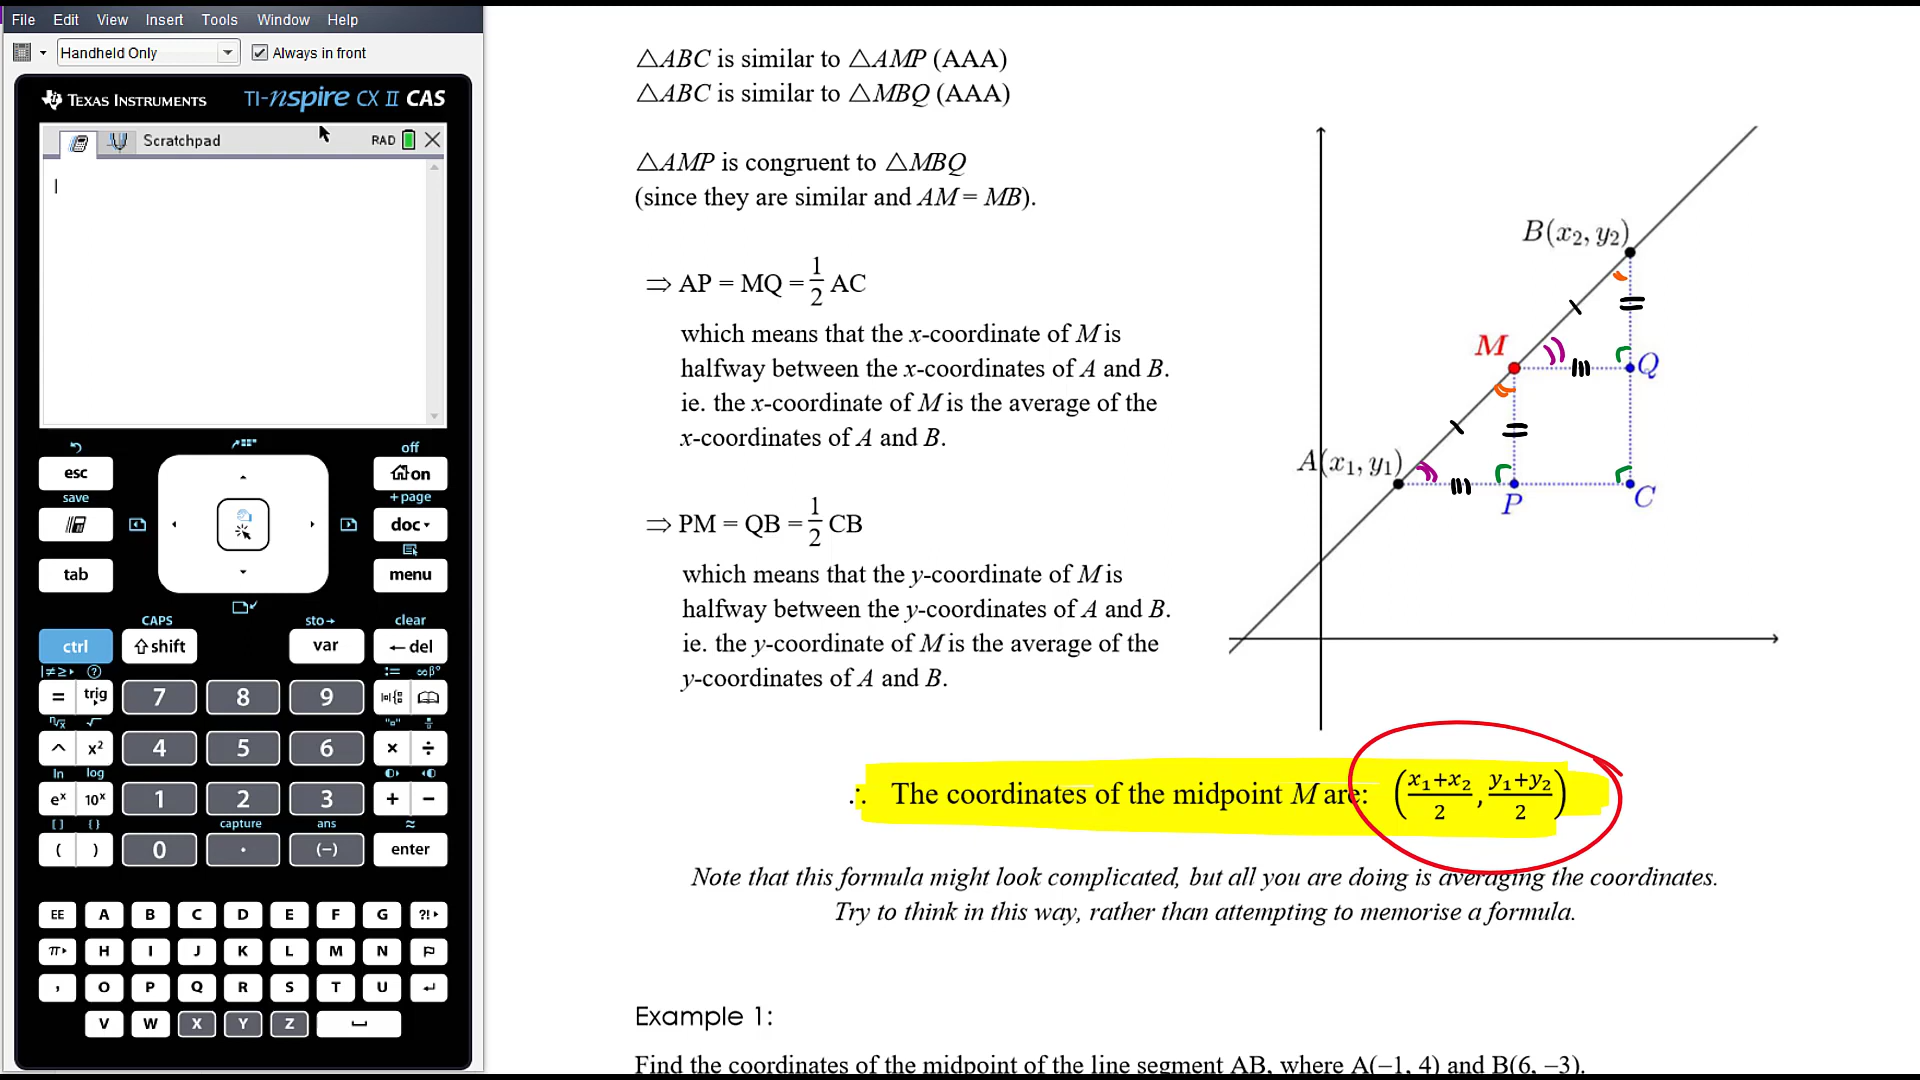 File Edit View Insert Tools Window Help
Handheld Only Always in front
TEXAS INSTRUMENTS TI-nspire CX II CAS
Scratchpad RAD
off
esc on
save + page
doc
tab menu
CAPS sto→ clear
ctrl ⇧shift var ←del
|≠≥▸ ? := ∞β°
= trig 7 8 9
ⁿ√x √ "□"
^ x² 4 5 6 × ÷
ln log
eˣ 10ˣ 1 2 3 + −
[ ] { } capture ans ≈
( ) 0 . (−) enter
EE A B C D E F G ?!▸
π▸ H I J K L M N
, O P Q R S T U ↵
V W X Y Z
△ABC is similar to △AMP (AAA)
△ABC is similar to △MBQ (AAA)
△AMP is congruent to △MBQ
(since they are similar and AM = MB).
⇒ AP = MQ = 1/2 AC
which means that the x-coordinate of M is
halfway between the x-coordinates of A and B.
ie. the x-coordinate of M is the average of the
x-coordinates of A and B.
⇒ PM = QB = 1/2 CB
which means that the y-coordinate of M is
halfway between the y-coordinates of A and B.
ie. the y-coordinate of M is the average of the
y-coordinates of A and B.
B(x₂, y₂)
M
Q
A(x₁, y₁)
P
C
∴ The coordinates of the midpoint M are: ((x₁+x₂)/2, (y₁+y₂)/2)
Note that this formula might look complicated, but all you are doing is averaging the coordinates.
Try to think in this way, rather than attempting to memorise a formula.
Example 1:
Find the coordinates of the midpoint of the line segment AB, where A(−1, 4) and B(6, −3).